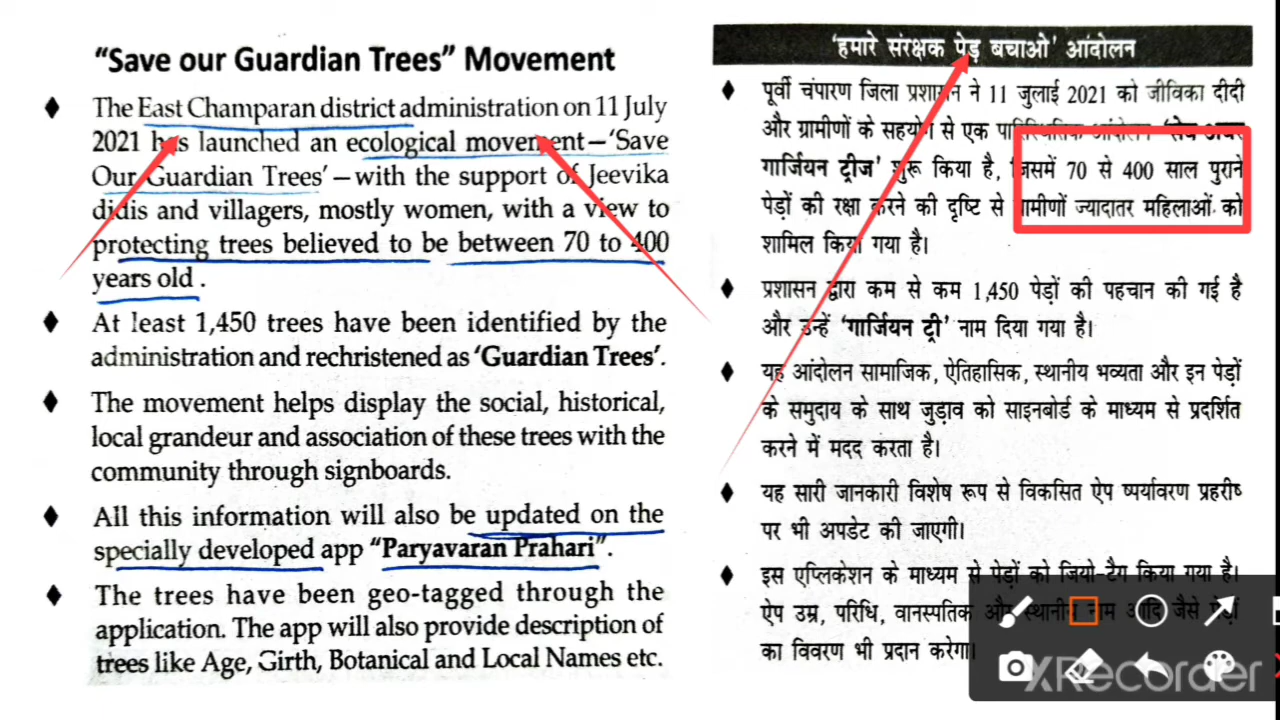 “Save our Guardian Trees” Movement
♦ The East Champaran district administration on 11 July
2021 has launched an ecological movement—‘Save
Our Guardian Trees’—with the support of Jeevika
didis and villagers, mostly women, with a view to
protecting trees believed to be between 70 to 400
years old .
♦ At least 1,450 trees have been identified by the
administration and rechristened as ‘Guardian Trees’.
♦ The movement helps display the social, historical,
local grandeur and association of these trees with the
community through signboards.
♦ All this information will also be updated on the
specially developed app “Paryavaran Prahari”.
♦ The trees have been geo-tagged through the
application. The app will also provide description of
trees like Age, Girth, Botanical and Local Names etc.
‘हमारे संरक्षक पेड़ बचाओ’ आंदोलन
♦ पूर्वी चंपारण जिला प्रशासन ने 11 जुलाई 2021 को जीविका दीदी
और ग्रामीणों के सहयोग से एक पारिस्थितिक आंदोलन ‘सेव अवर
गार्जियन ट्रीज’ शुरू किया है, जिसमें 70 से 400 साल पुराने
पेड़ों की रक्षा करने की दृष्टि से ग्रामीणों ज्यादातर महिलाओं को
शामिल किया गया है।
♦ प्रशासन द्वारा कम से कम 1,450 पेड़ों की पहचान की गई है
और उन्हें ‘गार्जियन ट्री’ नाम दिया गया है।
♦ यह आंदोलन सामाजिक, ऐतिहासिक, स्थानीय भव्यता और इन पेड़ों
के समुदाय के साथ जुड़ाव को साइनबोर्ड के माध्यम से प्रदर्शित
करने में मदद करता है।
♦ यह सारी जानकारी विशेष रूप से विकसित ऐप ष्पर्यावरण प्रहरीष्
पर भी अपडेट की जाएगी।
♦ इस एप्लिकेशन के माध्यम से पेड़ों को जियो-टैग किया गया है।
ऐप उम्र, परिधि, वानस्पतिक और स्थानीय नाम आदि जैसे पेड़ों
का विवरण भी प्रदान करेगा।
XRecorder